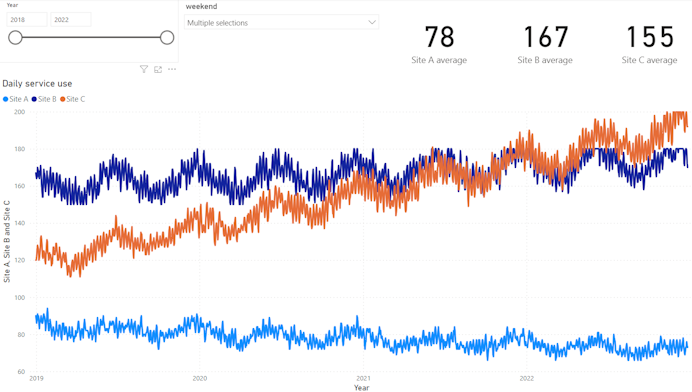 Year
2018 2022
weekend
Multiple selections
78 167 155
Site A average Site B average Site C average
Daily service use
Site A Site B Site C
200
180
160
140
120
100
80
60
Site A, Site B and Site C
2019 2020 2021 2022
Year